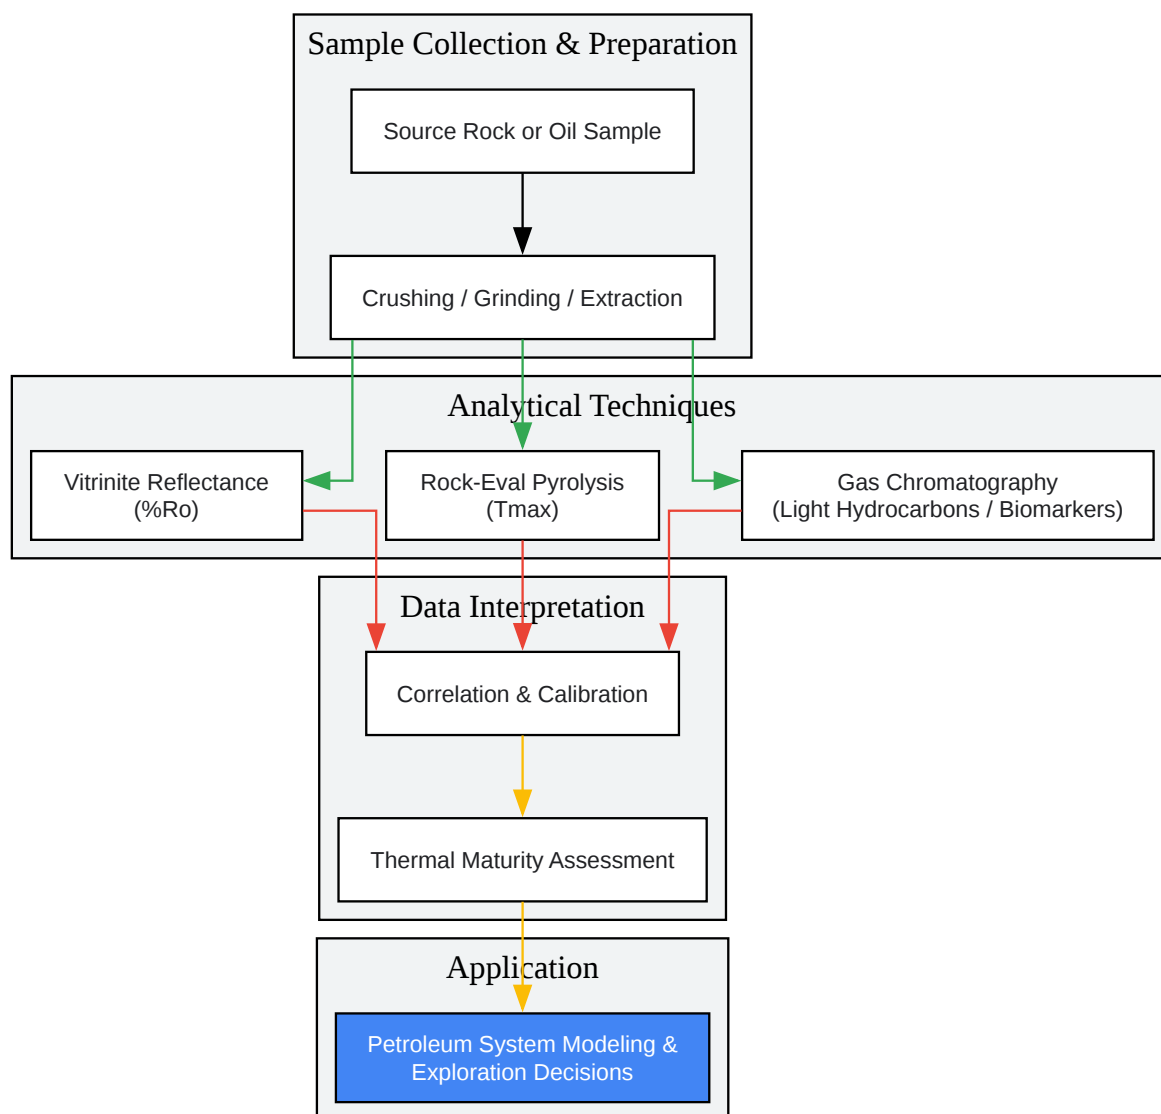 Sample Collection & Preparation
Source Rock or Oil Sample
Crushing / Grinding / Extraction
Analytical Techniques
Vitrinite Reflectance
(%Ro)
Rock-Eval Pyrolysis
(Tmax)
Gas Chromatography
(Light Hydrocarbons / Biomarkers)
Data Interpretation
Correlation & Calibration
Thermal Maturity Assessment
Application
Petroleum System Modeling &
Exploration Decisions